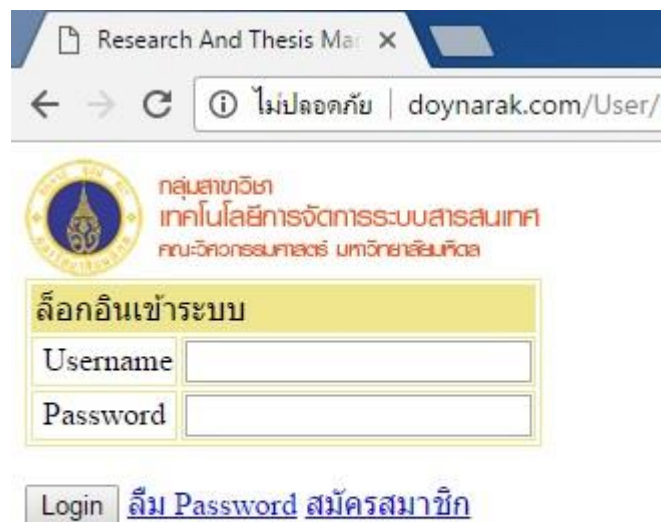 Research And Thesis Ma
ไม่ปลอดภัย | doynarak.com/User/
กลุ่มสาขาวิชา
เทคโนโลยีการจัดการระบบสารสนเทศ
คณะวิศวกรรมศาสตร์ มหาวิทยาลัยมหิดล
ล็อกอินเข้าระบบ
Username
Password
Login ลืม Password สมัครสมาชิก